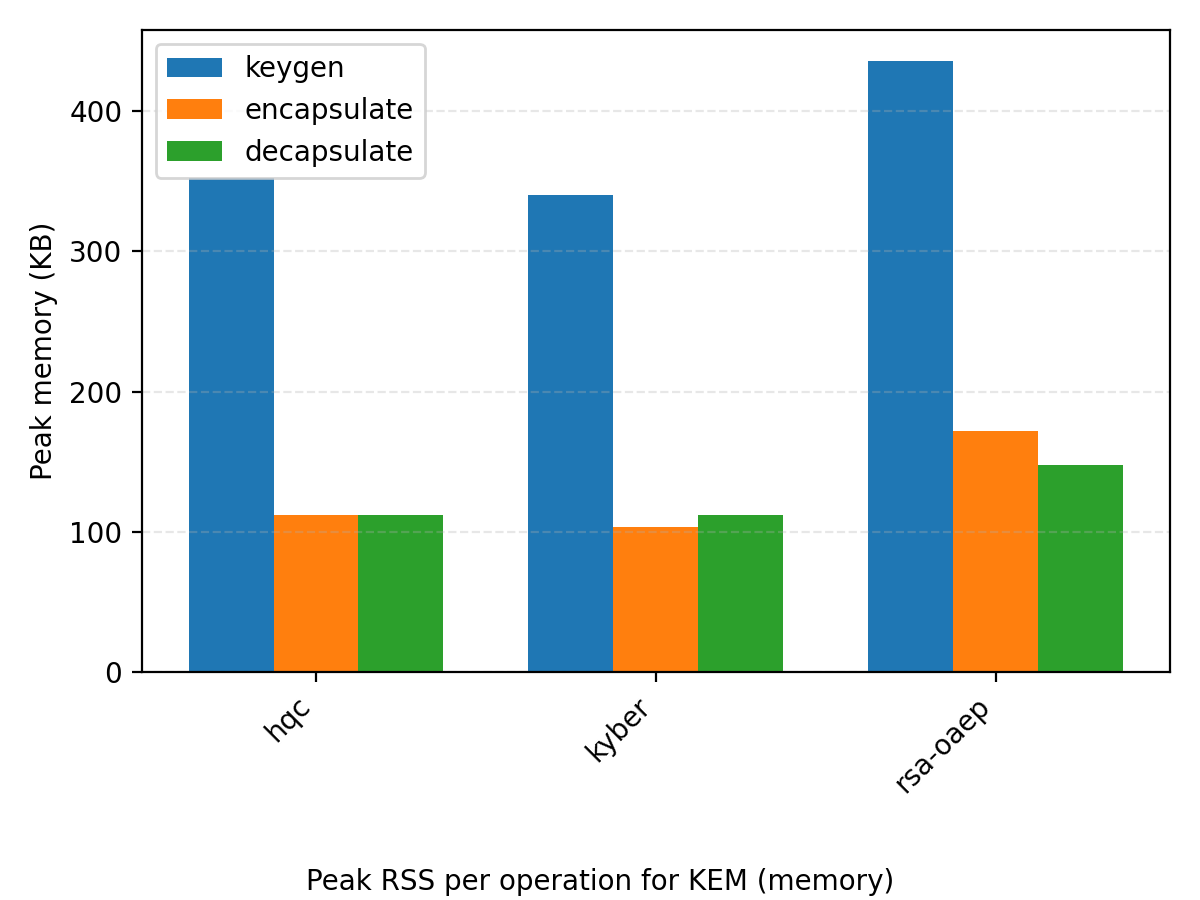 keygen
encapsulate
decapsulate
Peak memory (KB)
400
300
200
100
0
hqc
kyber
rsa-oaep
Peak RSS per operation for KEM (memory)